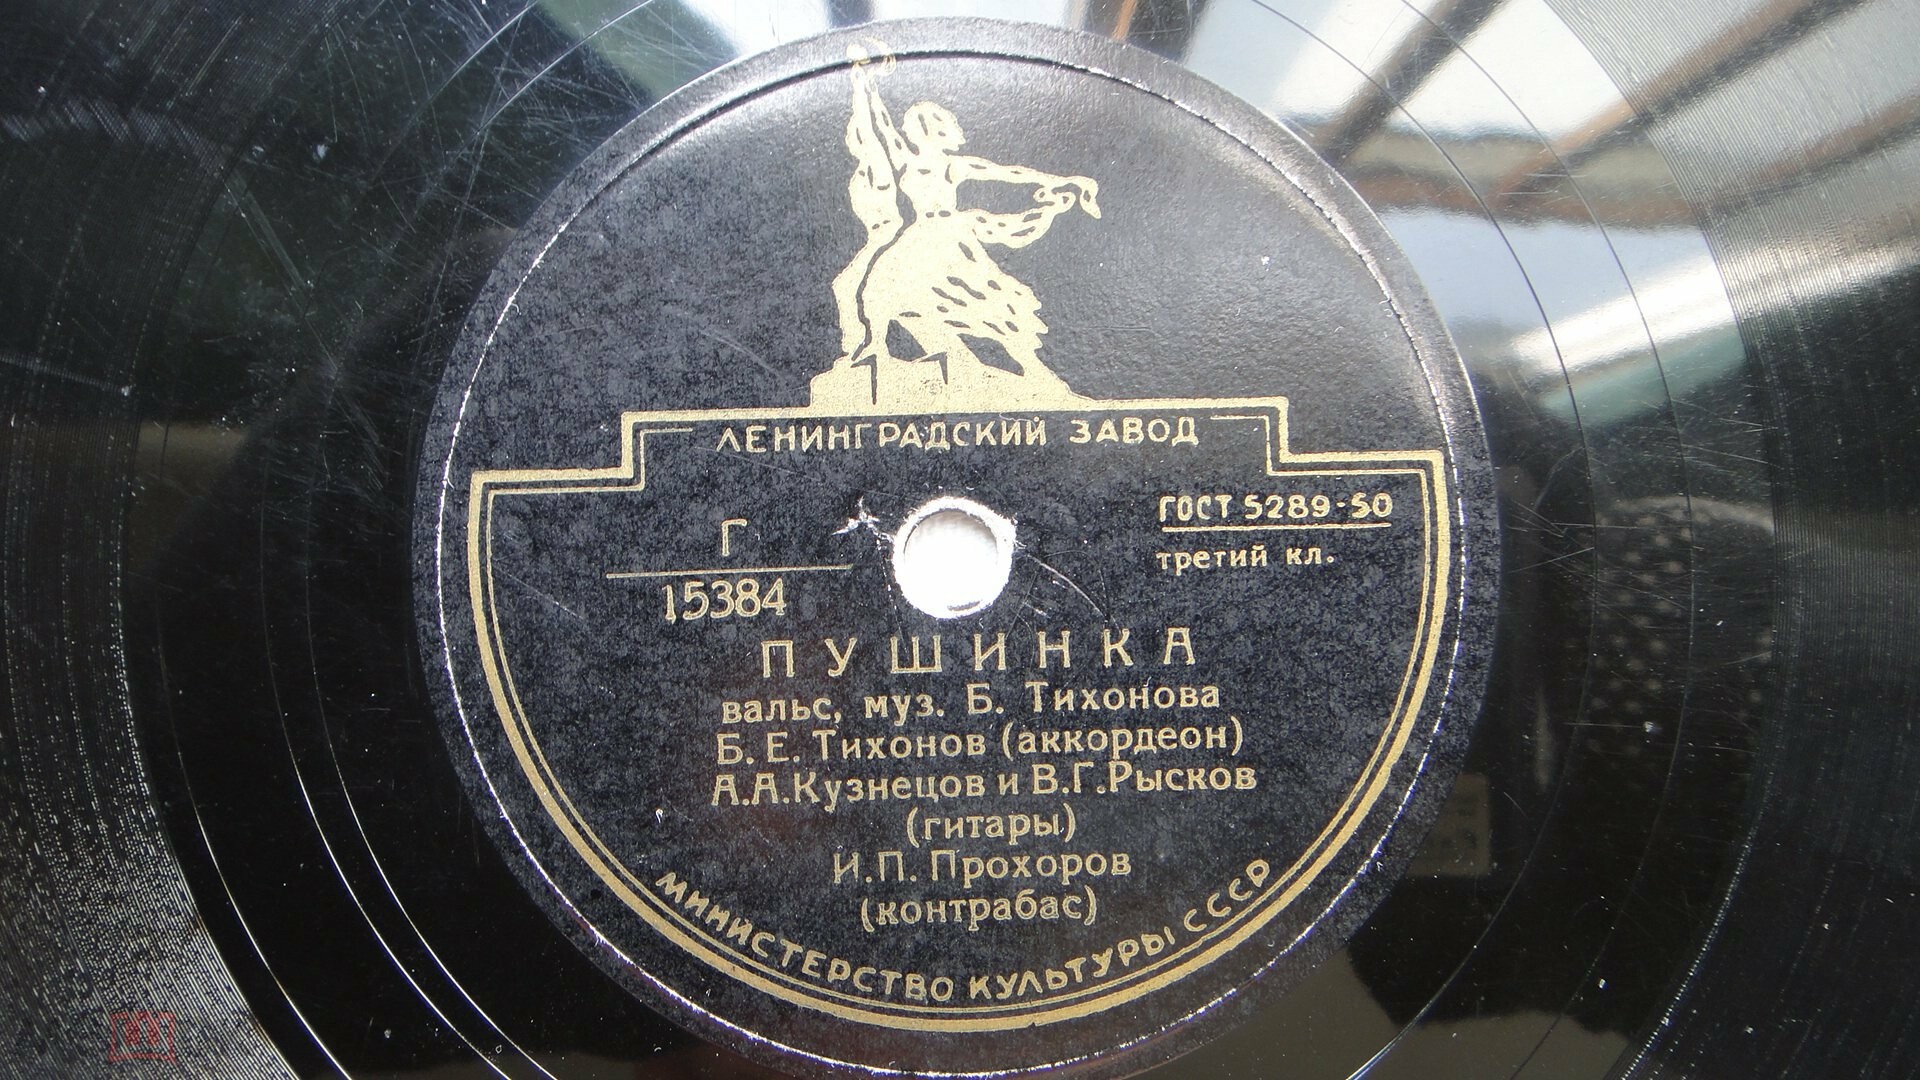 ЛЕНИНГРАДСКИЙ ЗАВОД
ГОСТ 5289-50
третий кл.
Г
15384
ПУШИНКА
вальс, муз. Б. Тихонова
Б. Е. Тихонов (аккордеон)
А.А.Кузнецов и В.Г.Рысков
(гитары)
И.П. Прохоров
(контрабас)
МИНИСТЕРСТВО КУЛЬТУРЫ СССР